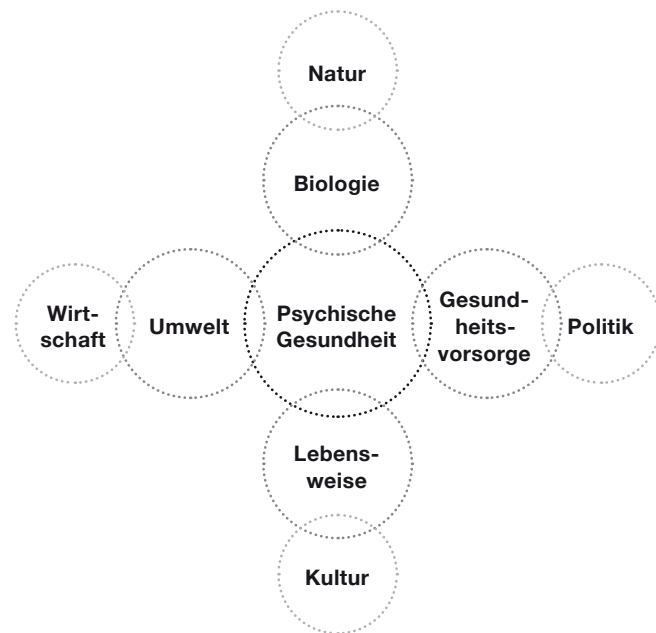 Natur
Biologie
Wirt-
schaft
Umwelt
Psychische
Gesundheit
Gesund-
heits-
vorsorge
Politik
Lebens-
weise
Kultur